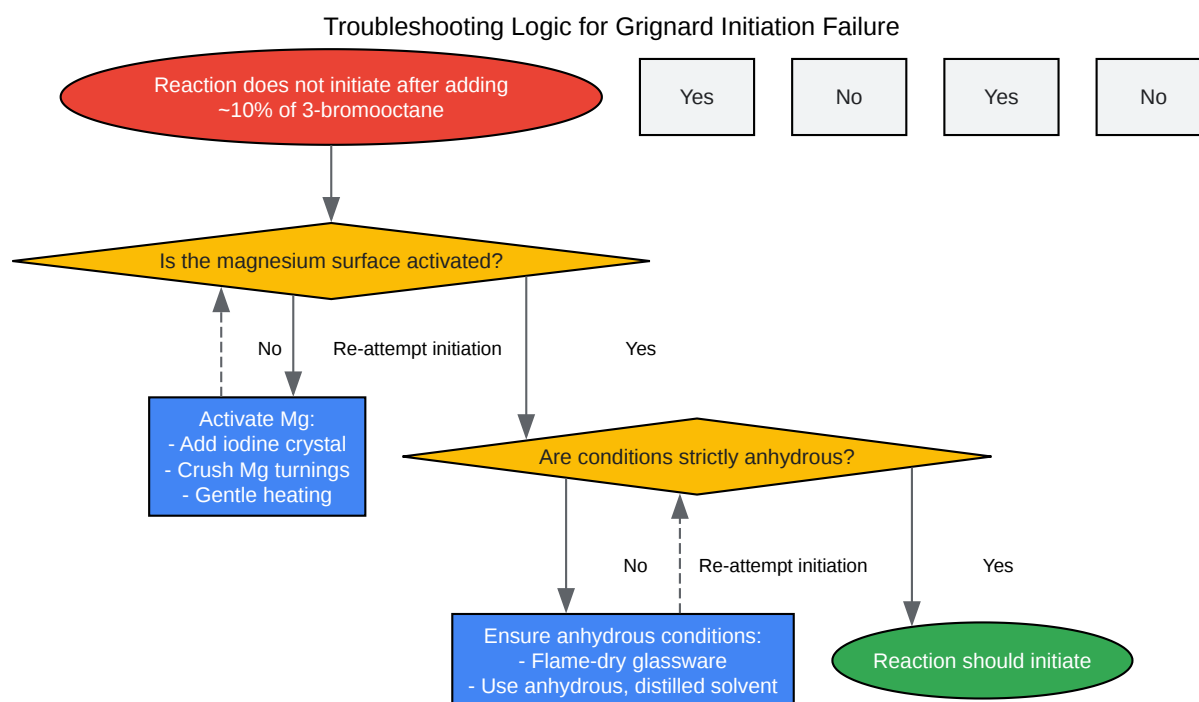 Troubleshooting Logic for Grignard Initiation Failure
Reaction does not initiate after adding
~10% of 3-bromooctane
Yes
No
Yes
No
Is the magnesium surface activated?
No
Re-attempt initiation
Yes
Activate Mg:
- Add iodine crystal
- Crush Mg turnings
- Gentle heating
Are conditions strictly anhydrous?
No
Re-attempt initiation
Yes
Ensure anhydrous conditions:
- Flame-dry glassware
- Use anhydrous, distilled solvent
Reaction should initiate